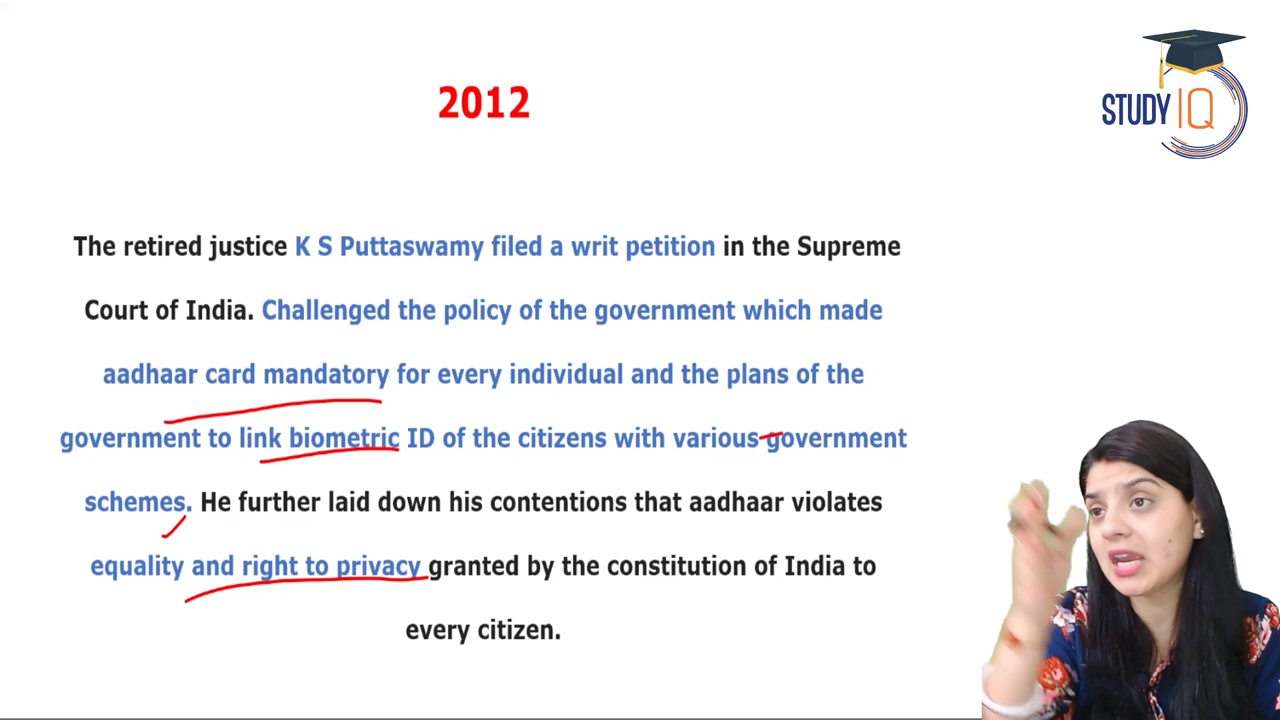 STUDY IQ
2012
The retired justice K S Puttaswamy filed a writ petition in the Supreme
Court of India. Challenged the policy of the government which made
aadhaar card mandatory for every individual and the plans of the
government to link biometric ID of the citizens with various government
schemes. He further laid down his contentions that aadhaar violates
equality and right to privacy granted by the constitution of India to
every citizen.